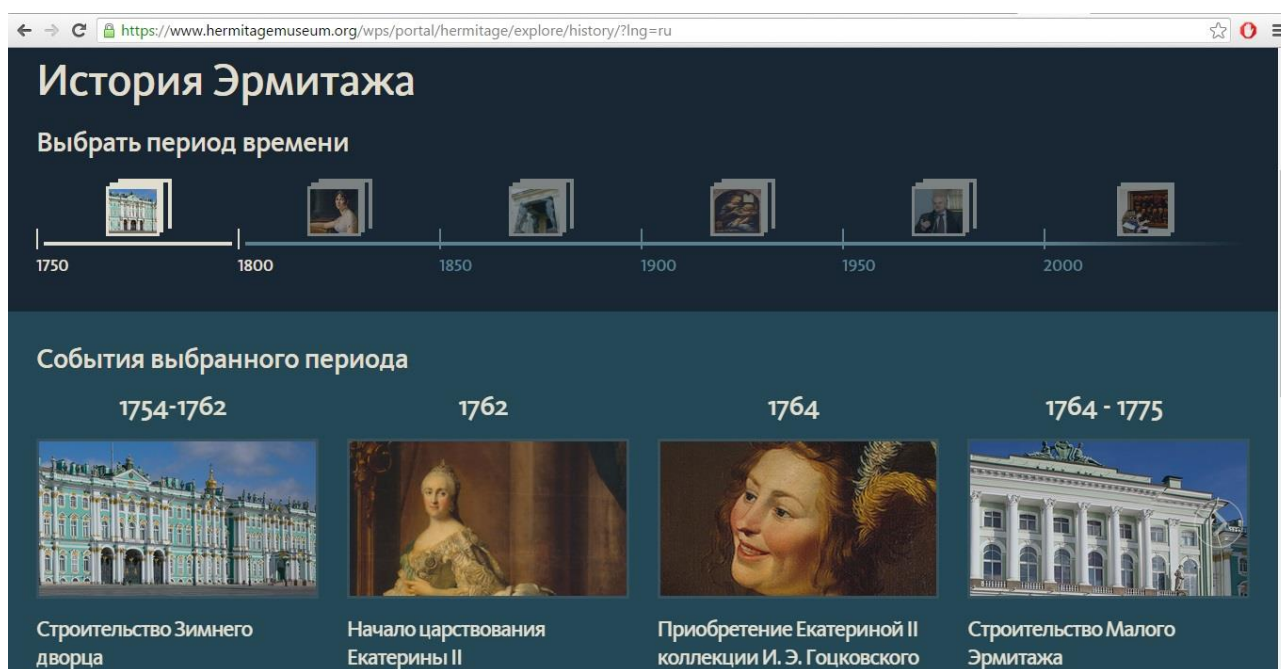 https://www.hermitagemuseum.org/wps/portal/hermitage/explore/history/?lng=ru
История Эрмитажа
Выбрать период времени
1750 1800 1850 1900 1950 2000
События выбранного периода
1754-1762 1762 1764 1764 - 1775
Строительство Зимнего
дворца
Начало царствования
Екатерины II
Приобретение Екатериной II
коллекции И. Э. Гоцковского
Строительство Малого
Эрмитажа